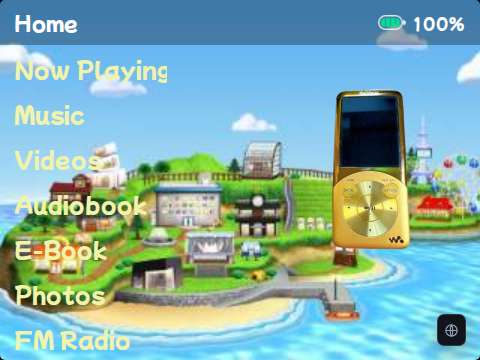 Home
100%
Now Playing
Music
Videos
Audiobook
E-Book
Photos
FM Radio